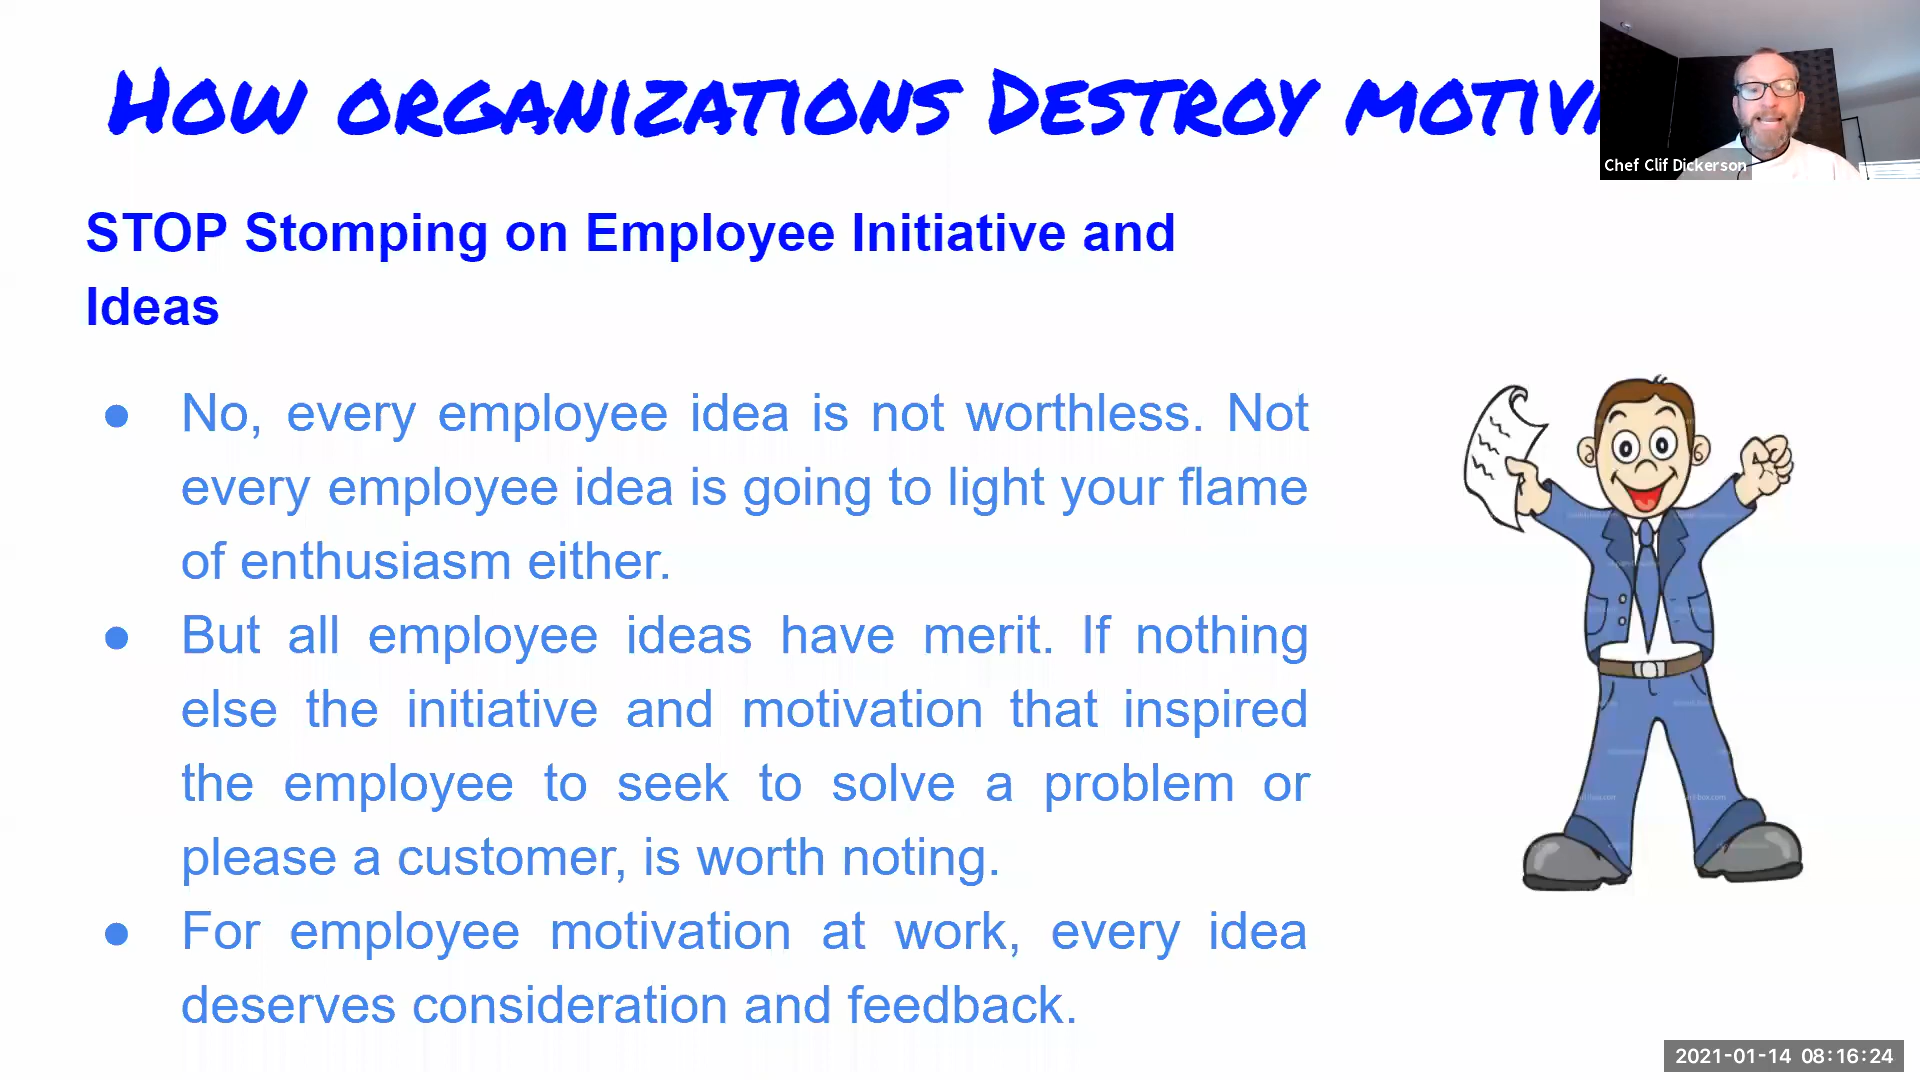 How organizations Destroy motiv
Chef Clif Dickerson
STOP Stomping on Employee Initiative and
Ideas
● No, every employee idea is not worthless. Not
every employee idea is going to light your flame
of enthusiasm either.
● But all employee ideas have merit. If nothing
else the initiative and motivation that inspired
the employee to seek to solve a problem or
please a customer, is worth noting.
● For employee motivation at work, every idea
deserves consideration and feedback.
2021-01-14 08:16:24